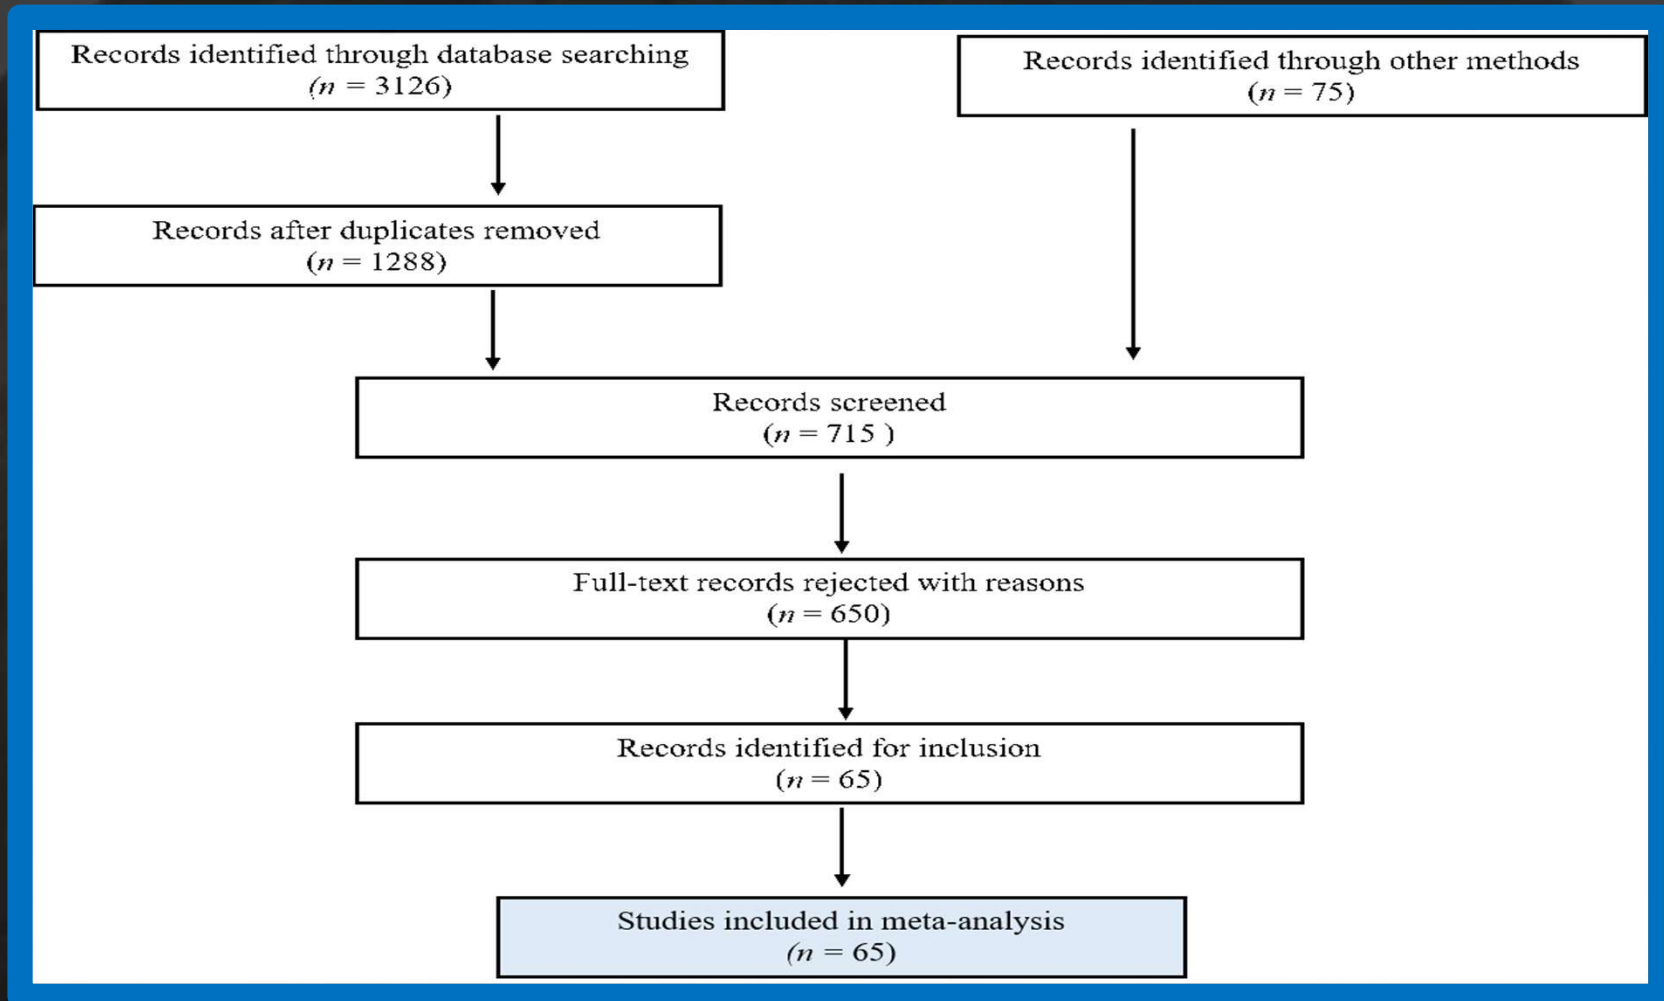 Records identified through database searching
(n = 3126)
Records identified through other methods
(n = 75)
Records after duplicates removed
(n = 1288)
Records screened
(n = 715 )
Full-text records rejected with reasons
(n = 650)
Records identified for inclusion
(n = 65)
Studies included in meta-analysis
(n = 65)